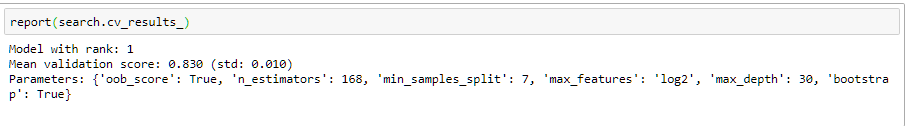 report(search.cv_results_)
Model with rank: 1
Mean validation score: 0.830 (std: 0.010)
Parameters: {'oob_score': True, 'n_estimators': 168, 'min_samples_split': 7, 'max_features': 'log2', 'max_depth': 30, 'bootstra
p': True}